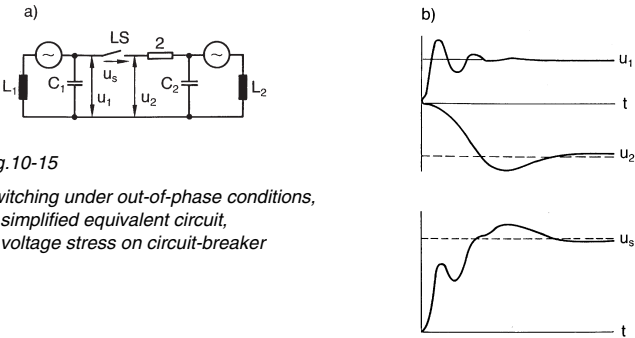 a)
LS
2
L1
C1
us
u1
u2
C2
L2
g.10-15
witching under out-of-phase conditions,
simplified equivalent circuit,
voltage stress on circuit-breaker
b)
u1
t
u2
us
t